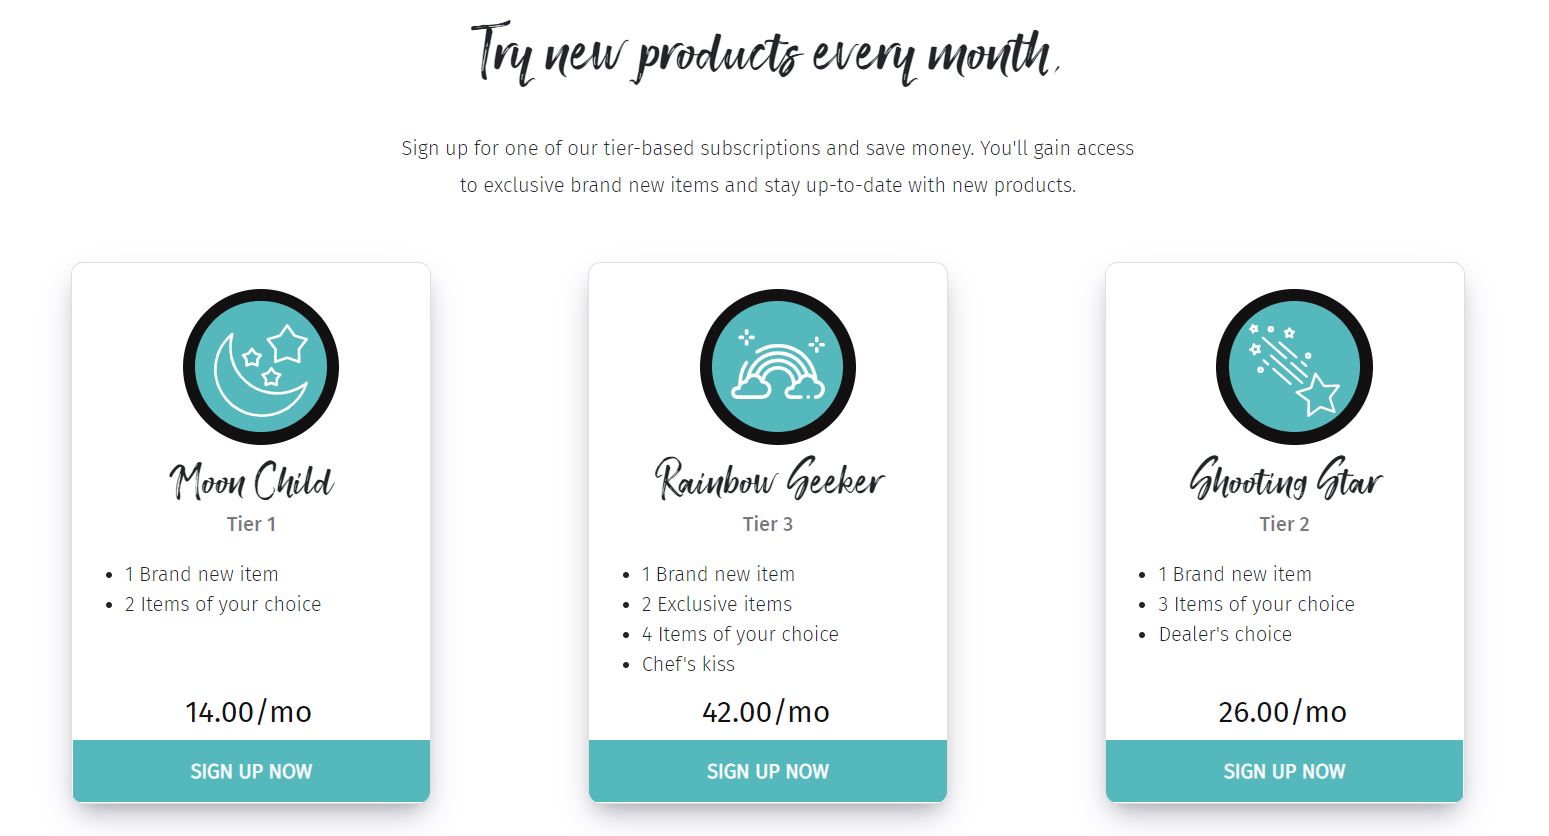 Try new products every month.
Sign up for one of our tier-based subscriptions and save money. You'll gain access
to exclusive brand new items and stay up-to-date with new products.
Moon Child
Tier 1
1 Brand new item
2 Items of your choice
14.00/mo
SIGN UP NOW
Rainbow Seeker
Tier 3
1 Brand new item
2 Exclusive items
4 Items of your choice
Chef's kiss
42.00/mo
SIGN UP NOW
Shooting Star
Tier 2
1 Brand new item
3 Items of your choice
Dealer's choice
26.00/mo
SIGN UP NOW